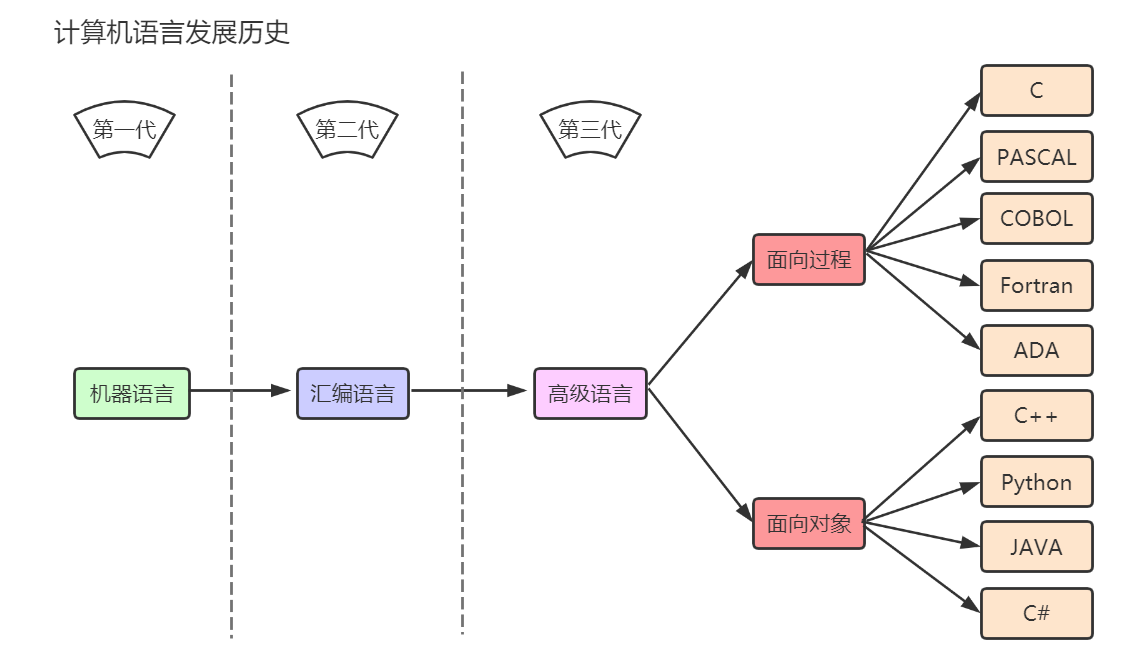 计算机语言发展历史
第一代
第二代
第三代
机器语言
汇编语言
高级语言
面向过程
面向对象
C
PASCAL
COBOL
Fortran
ADA
C++
Python
JAVA
C#